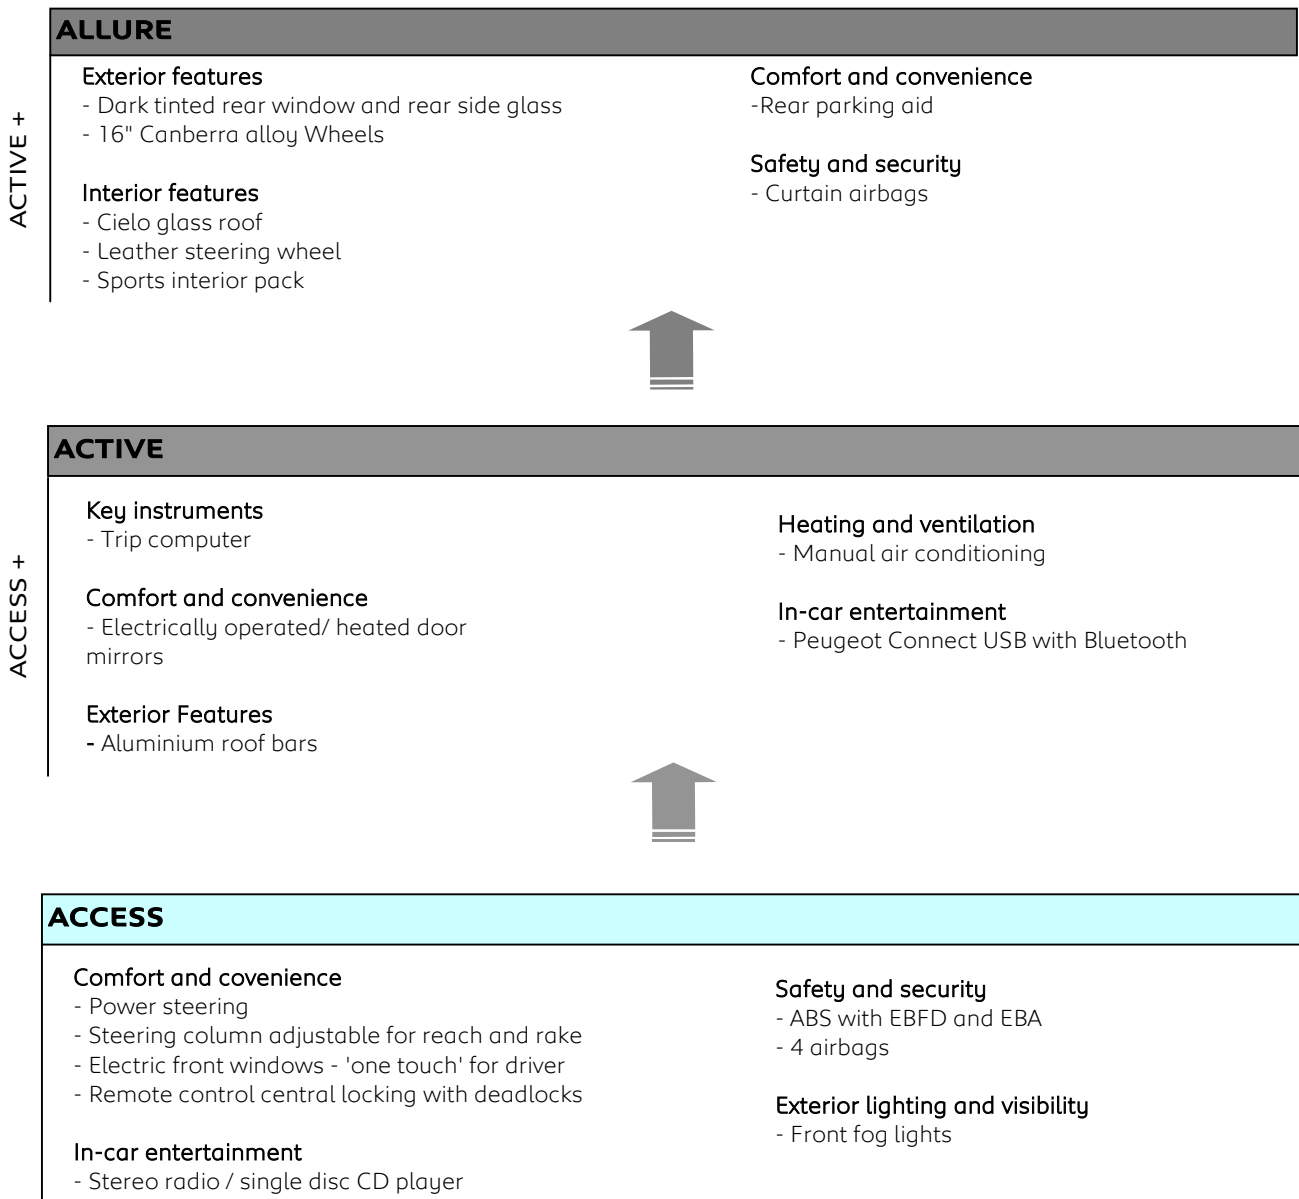 ALLURE
ACTIVE +
Exterior features
- Dark tinted rear window and rear side glass
- 16" Canberra alloy Wheels
Interior features
- Cielo glass roof
- Leather steering wheel
- Sports interior pack
Comfort and convenience
-Rear parking aid
Safety and security
- Curtain airbags
ACTIVE
ACCESS +
Key instruments
- Trip computer
Comfort and convenience
- Electrically operated/ heated door
mirrors
Exterior Features
- Aluminium roof bars
Heating and ventilation
- Manual air conditioning
In-car entertainment
- Peugeot Connect USB with Bluetooth
ACCESS
Comfort and covenience
- Power steering
- Steering column adjustable for reach and rake
- Electric front windows - 'one touch' for driver
- Remote control central locking with deadlocks
In-car entertainment
- Stereo radio / single disc CD player
Safety and security
- ABS with EBFD and EBA
- 4 airbags
Exterior lighting and visibility
- Front fog lights